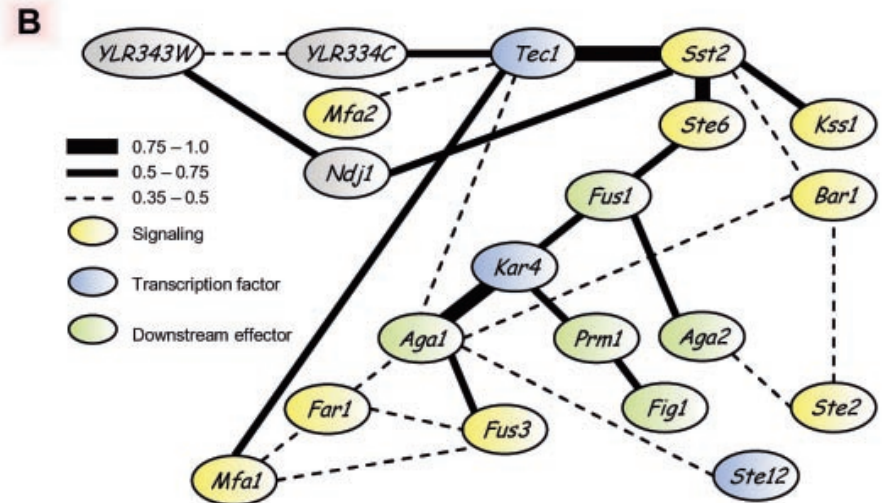 B
YLR343W
YLR334C
Tec1
Sst2
Mfa2
Ste6
Kss1
0.75 – 1.0
0.5 – 0.75
0.35 – 0.5
Ndj1
Fus1
Bar1
Signaling
Kar4
Transcription factor
Downstream effector
Aga1
Prm1
Aga2
Far1
Fus3
Fig1
Ste2
Mfa1
Ste12